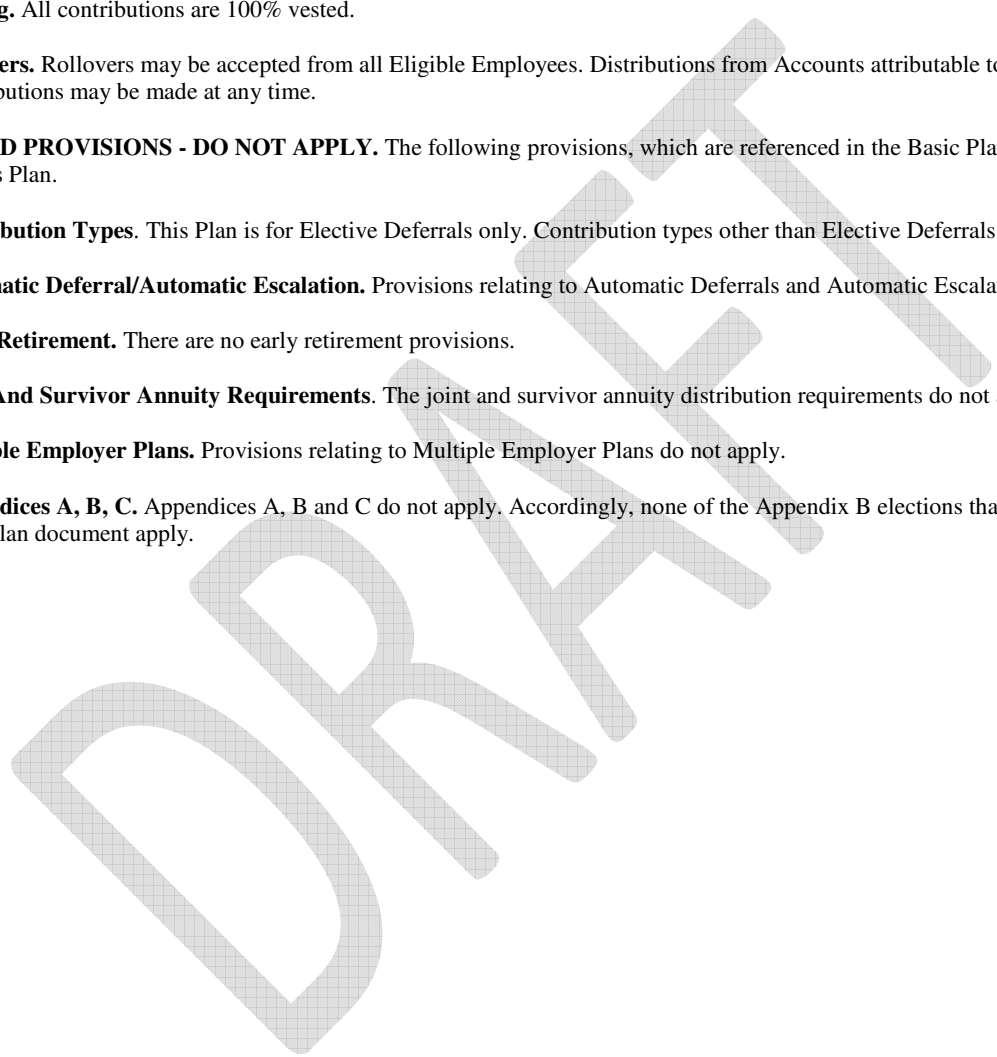 g. All contributions are 100% vested.
ers. Rollovers may be accepted from all Eligible Employees. Distributions from Accounts attributable to
butions may be made at any time.
D PROVISIONS - DO NOT APPLY. The following provisions, which are referenced in the Basic Pla
s Plan.
bution Types. This Plan is for Elective Deferrals only. Contribution types other than Elective Deferrals
natic Deferral/Automatic Escalation. Provisions relating to Automatic Deferrals and Automatic Escala
Retirement. There are no early retirement provisions.
And Survivor Annuity Requirements. The joint and survivor annuity distribution requirements do not
ple Employer Plans. Provisions relating to Multiple Employer Plans do not apply.
dices A, B, C. Appendices A, B and C do not apply. Accordingly, none of the Appendix B elections tha
lan document apply.
DRAFT